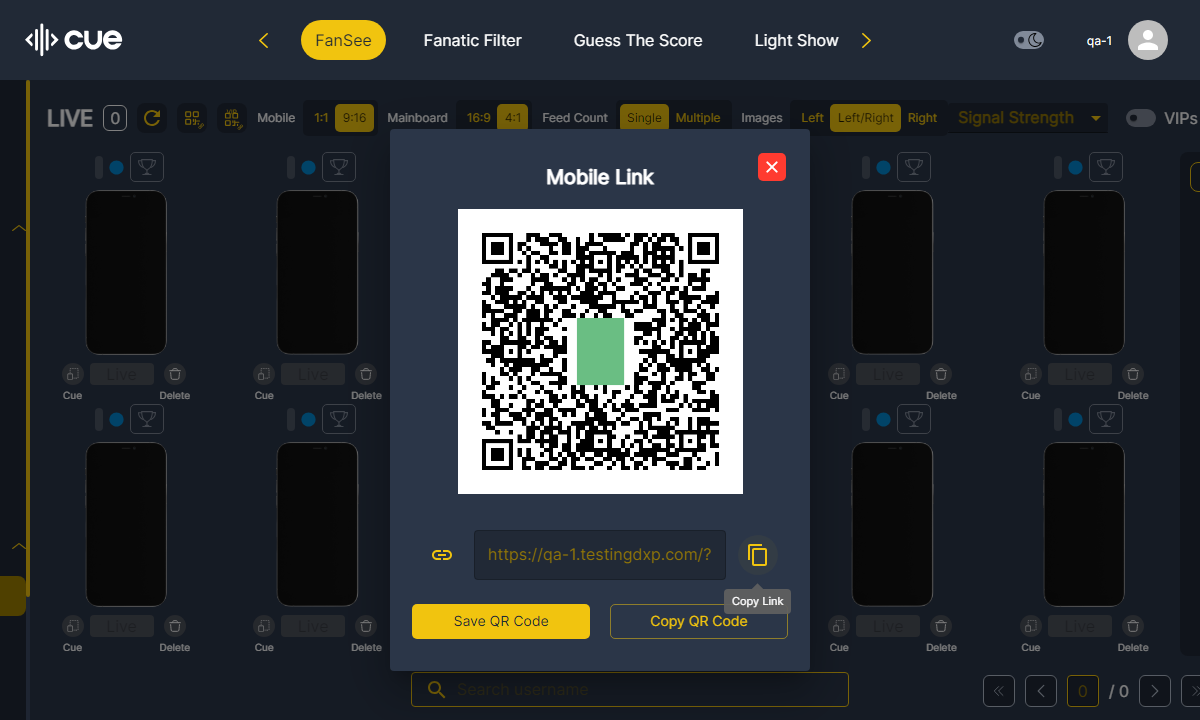 cue
FanSee
Fanatic Filter
Guess The Score
Light Show
qa-1
LIVE 0 Mobile 1:1 9:16 Mainboard 16:9 4:1 Feed Count Single Multiple Images Left Left/Right Right Signal Strength VIPs
Mobile Link
Live Live Live Live
Cue Delete Cue Delete Cue Delete Cue Delete
https://qa-1.testingdxp.com/?
Copy Link
Save QR Code
Copy QR Code
Live Live Live Live
Cue Delete Cue Delete Cue Delete Cue Delete
Search username
0 / 0